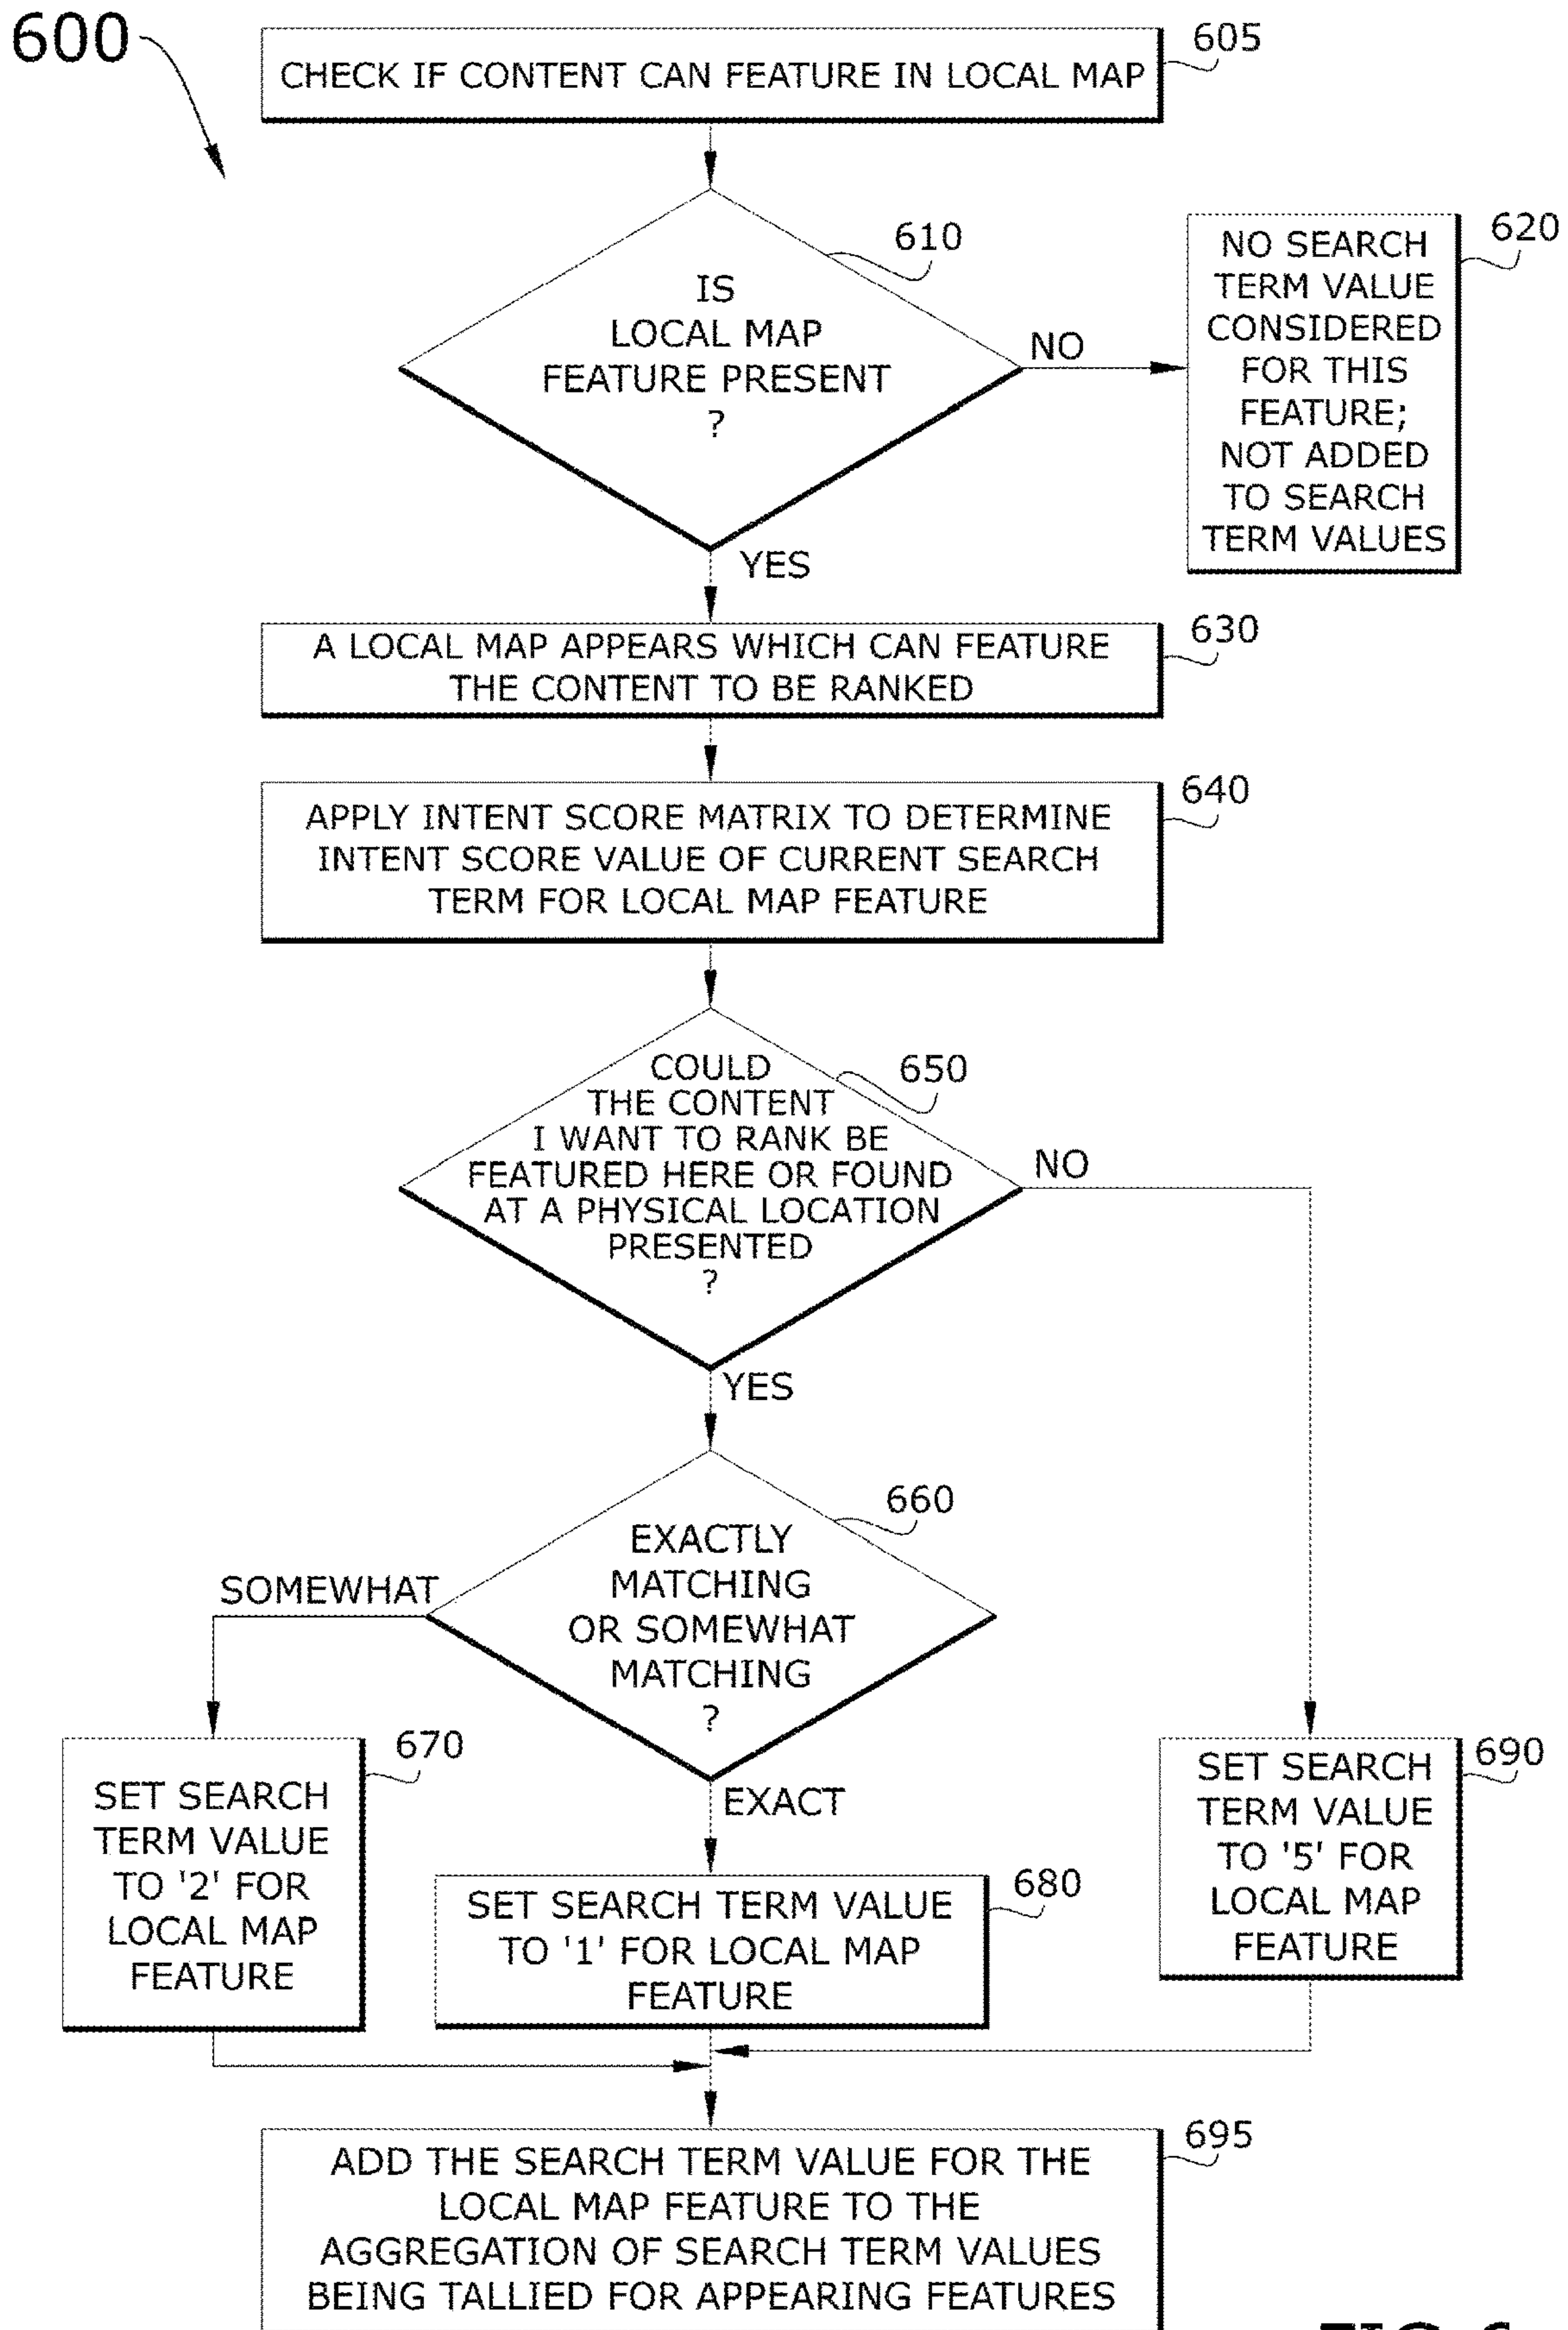 600
CHECK IF CONTENT CAN FEATURE IN LOCAL MAP
605
IS
LOCAL MAP
FEATURE PRESENT
?
610
NO
NO SEARCH
TERM VALUE
CONSIDERED
FOR THIS
FEATURE;
NOT ADDED
TO SEARCH
TERM VALUES
620
YES
A LOCAL MAP APPEARS WHICH CAN FEATURE
THE CONTENT TO BE RANKED
630
APPLY INTENT SCORE MATRIX TO DETERMINE
INTENT SCORE VALUE OF CURRENT SEARCH
TERM FOR LOCAL MAP FEATURE
640
COULD
THE CONTENT
I WANT TO RANK BE
FEATURED HERE OR FOUND
AT A PHYSICAL LOCATION
PRESENTED
?
650
NO
YES
EXACTLY
MATCHING
OR SOMEWHAT
MATCHING
?
660
SOMEWHAT
EXACT
SET SEARCH
TERM VALUE
TO '2' FOR
LOCAL MAP
FEATURE
670
SET SEARCH TERM VALUE
TO '1' FOR LOCAL MAP
FEATURE
680
SET SEARCH
TERM VALUE
TO '5' FOR
LOCAL MAP
FEATURE
690
ADD THE SEARCH TERM VALUE FOR THE
LOCAL MAP FEATURE TO THE
AGGREGATION OF SEARCH TERM VALUES
BEING TALLIED FOR APPEARING FEATURES
695